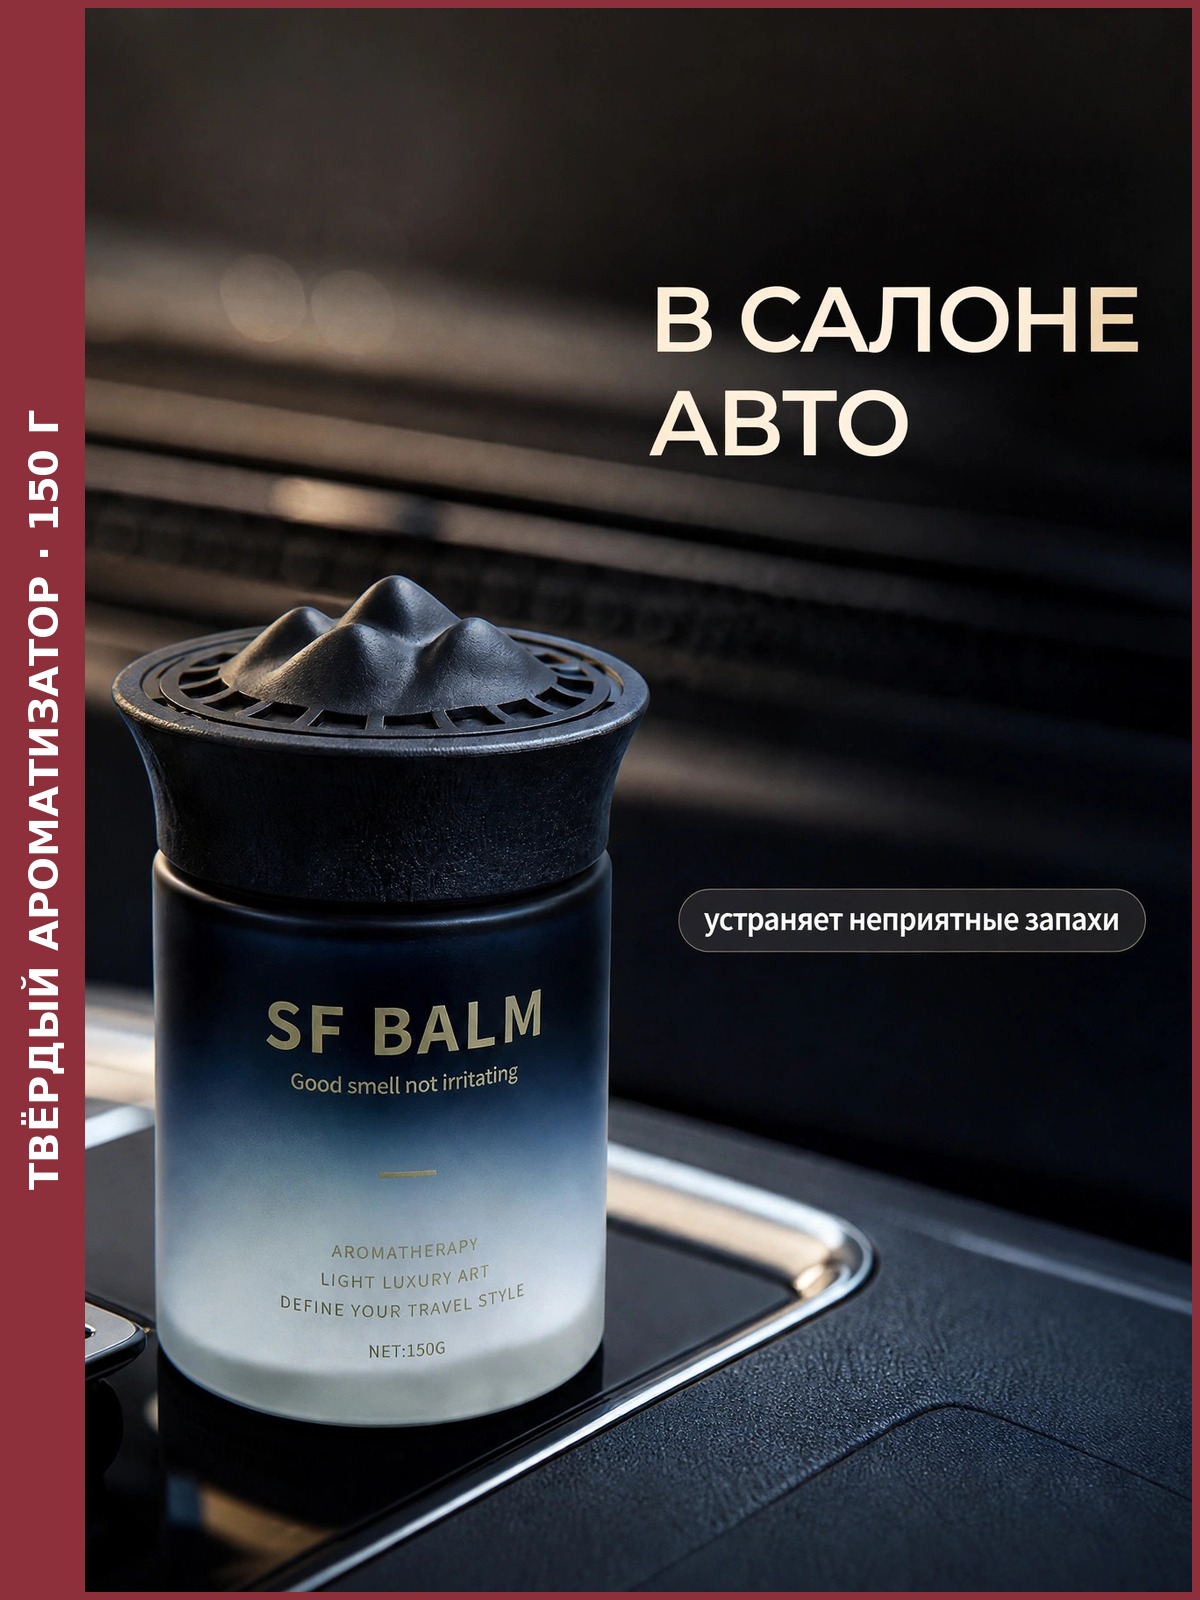 ТВЁРДЫЙ АРОМАТИЗАТОР · 150 Г
В САЛОНЕ
АВТО
устраняет неприятные запахи
SF BALM
Good smell not irritating
AROMATHERAPY
LIGHT LUXURY ART
DEFINE YOUR TRAVEL STYLE
NET:150G